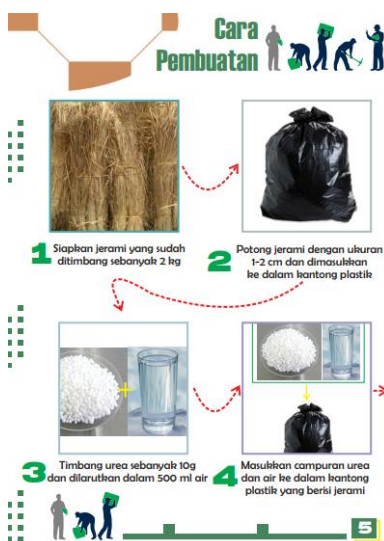 Cara
Pembuatan
1 Siapkan jerami yang sudah
ditimbang sebanyak 2 kg
2 Potong jerami dengan ukuran
1-2 cm dan dimasukkan
ke dalam kantong plastik
+
3 Timbang urea sebanyak 10g
dan dilarutkan dalam 500 ml air
4 Masukkan campuran urea
dan air ke dalam kantong
plastik yang berisi jerami
5